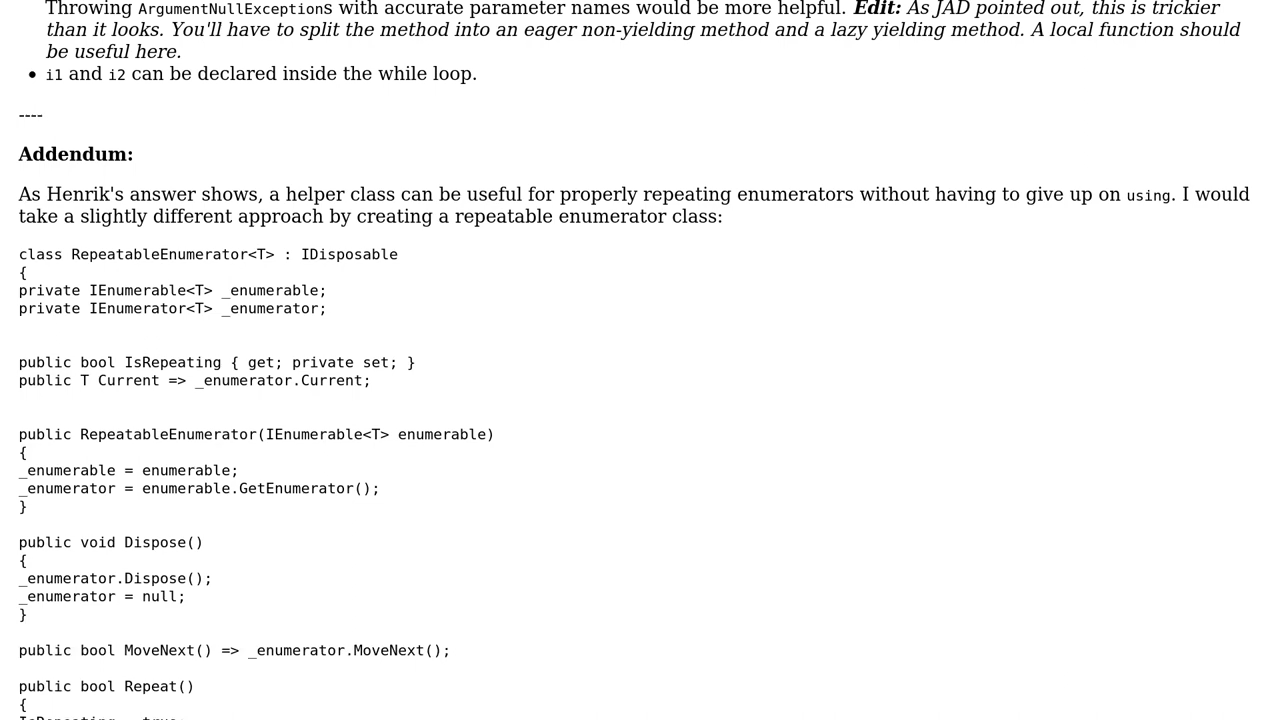 Throwing ArgumentNullExceptions with accurate parameter names would be more helpful. Edit: As JAD pointed out, this is trickier
than it looks. You'll have to split the method into an eager non-yielding method and a lazy yielding method. A local function should
be useful here.
• i1 and i2 can be declared inside the while loop.
----
Addendum:
As Henrik's answer shows, a helper class can be useful for properly repeating enumerators without having to give up on using. I would
take a slightly different approach by creating a repeatable enumerator class:
class RepeatableEnumerator<T> : IDisposable
{
private IEnumerable<T> _enumerable;
private IEnumerator<T> _enumerator;
public bool IsRepeating { get; private set; }
public T Current => _enumerator.Current;
public RepeatableEnumerator(IEnumerable<T> enumerable)
{
_enumerable = enumerable;
_enumerator = enumerable.GetEnumerator();
}
public void Dispose()
{
_enumerator.Dispose();
_enumerator = null;
}
public bool MoveNext() => _enumerator.MoveNext();
public bool Repeat()
{
IsRepeating = true;